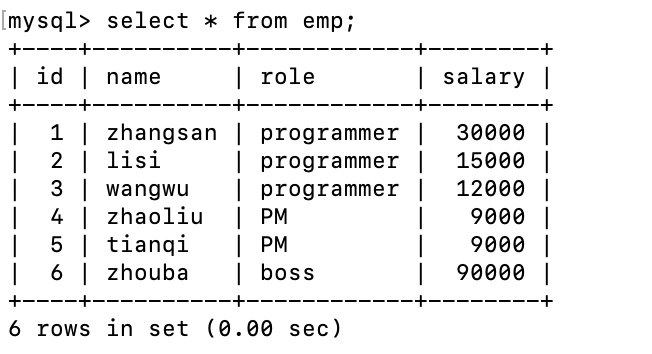 [mysql> select * from emp;
+----+----------+------------+--------+
| id | name     | role       | salary |
+----+----------+------------+--------+
|  1 | zhangsan | programmer |  30000 |
|  2 | lisi     | programmer |  15000 |
|  3 | wangwu   | programmer |  12000 |
|  4 | zhaoliu  | PM         |   9000 |
|  5 | tianqi   | PM         |   9000 |
|  6 | zhouba   | boss       |  90000 |
+----+----------+------------+--------+
6 rows in set (0.00 sec)